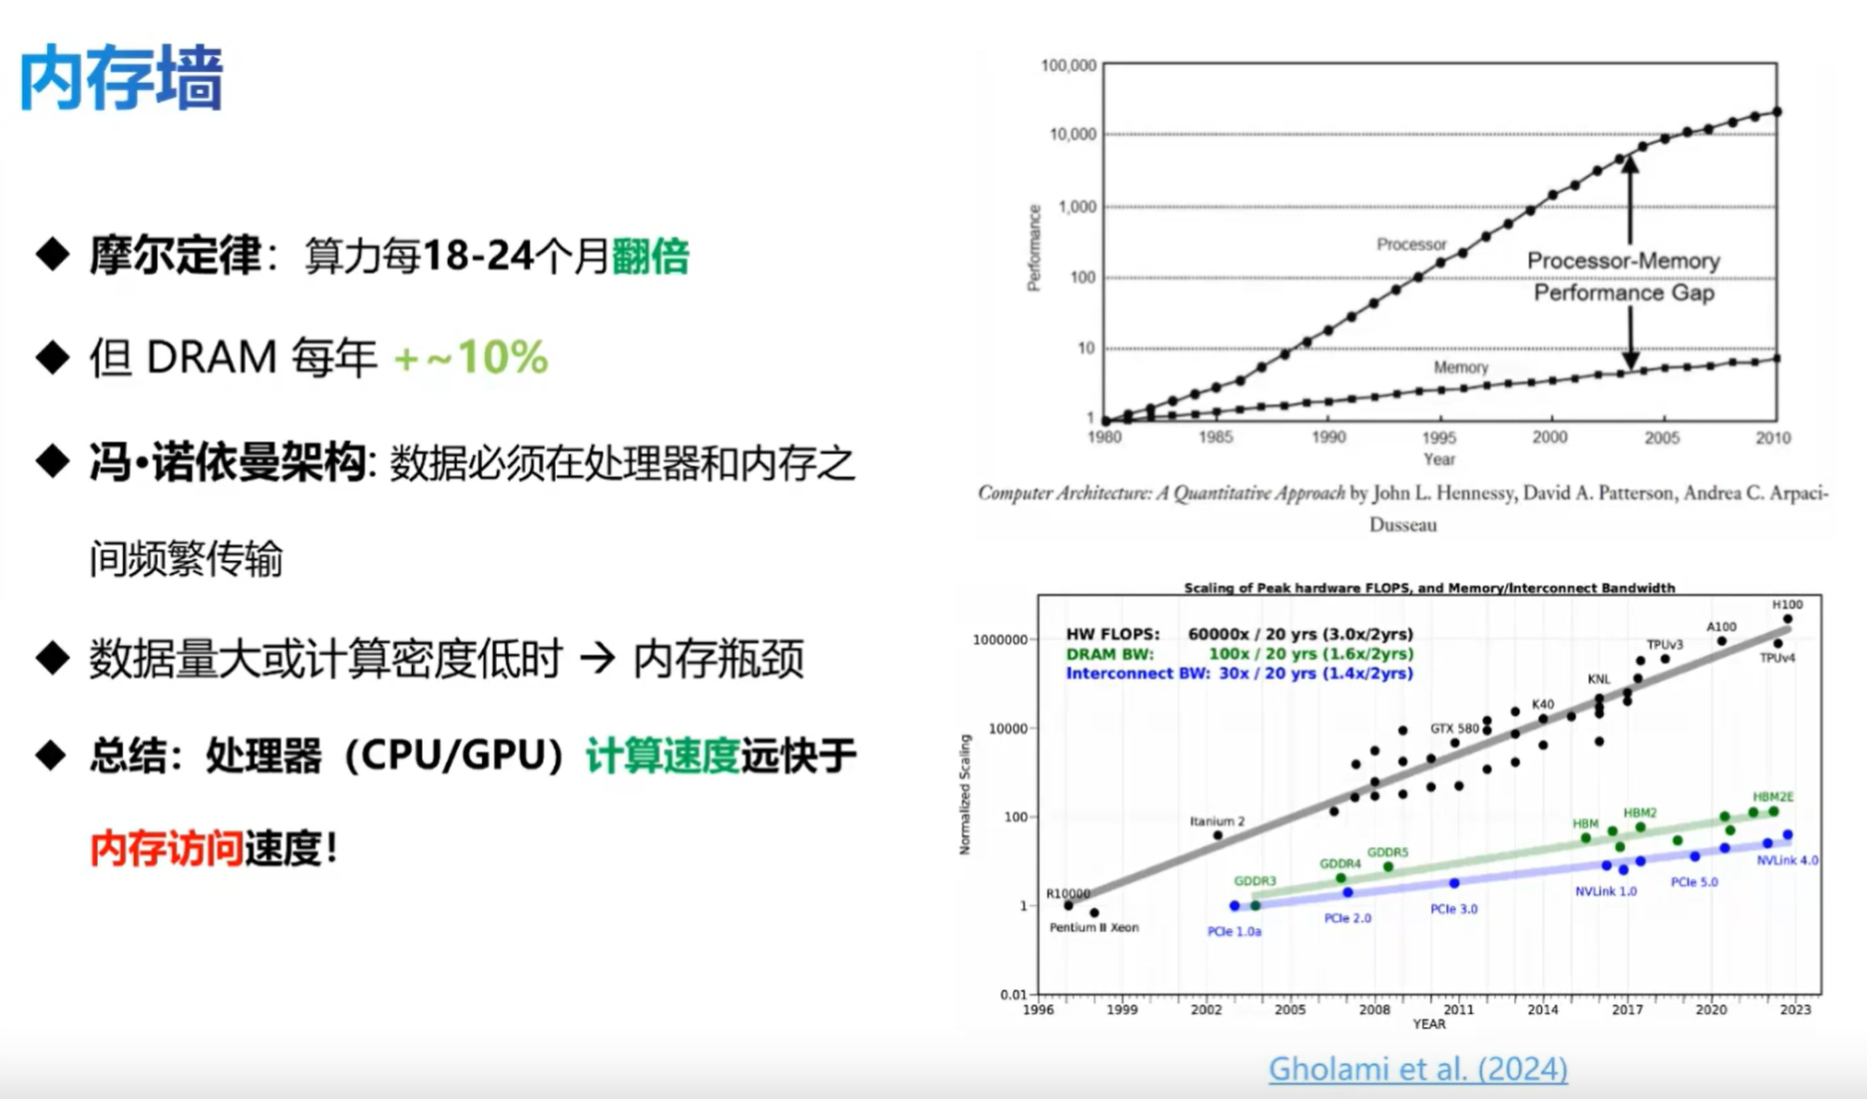 内存墙
◆ 摩尔定律：算力每18-24个月翻倍
◆ 但 DRAM 每年 +~10%
◆ 冯•诺依曼架构: 数据必须在处理器和内存之
间频繁传输
◆ 数据量大或计算密度低时 → 内存瓶颈
◆ 总结：处理器（CPU/GPU）计算速度远快于
内存访问速度！
100,000
10,000
1,000
100
10
1
Performance
Processor
Processor-Memory
Performance Gap
Memory
1980 1985 1990 1995 2000 2005 2010
Year
Computer Architecture: A Quantitative Approach by John L. Hennessy, David A. Patterson, Andrea C. Arpaci-
Dusseau
Scaling of Peak hardware FLOPS, and Memory/Interconnect Bandwidth
HW FLOPS: 60000x / 20 yrs (3.0x/2yrs)
DRAM BW: 100x / 20 yrs (1.6x/2yrs)
Interconnect BW: 30x / 20 yrs (1.4x/2yrs)
1000000
10000
100
1
0.01
Normalized Scaling
H100
A100
TPUv3
TPUv4
KNL
K40
GTX 580
Itanium 2
R10000
Pentium II Xeon
HBM2E
HBM2
HBM
GDDR5
GDDR4
GDDR3
NVLink 4.0
PCIe 5.0
NVLink 1.0
PCIe 3.0
PCIe 2.0
PCIe 1.0a
1996 1999 2002 2005 2008 2011 2014 2017 2020 2023
YEAR
Gholami et al. (2024)